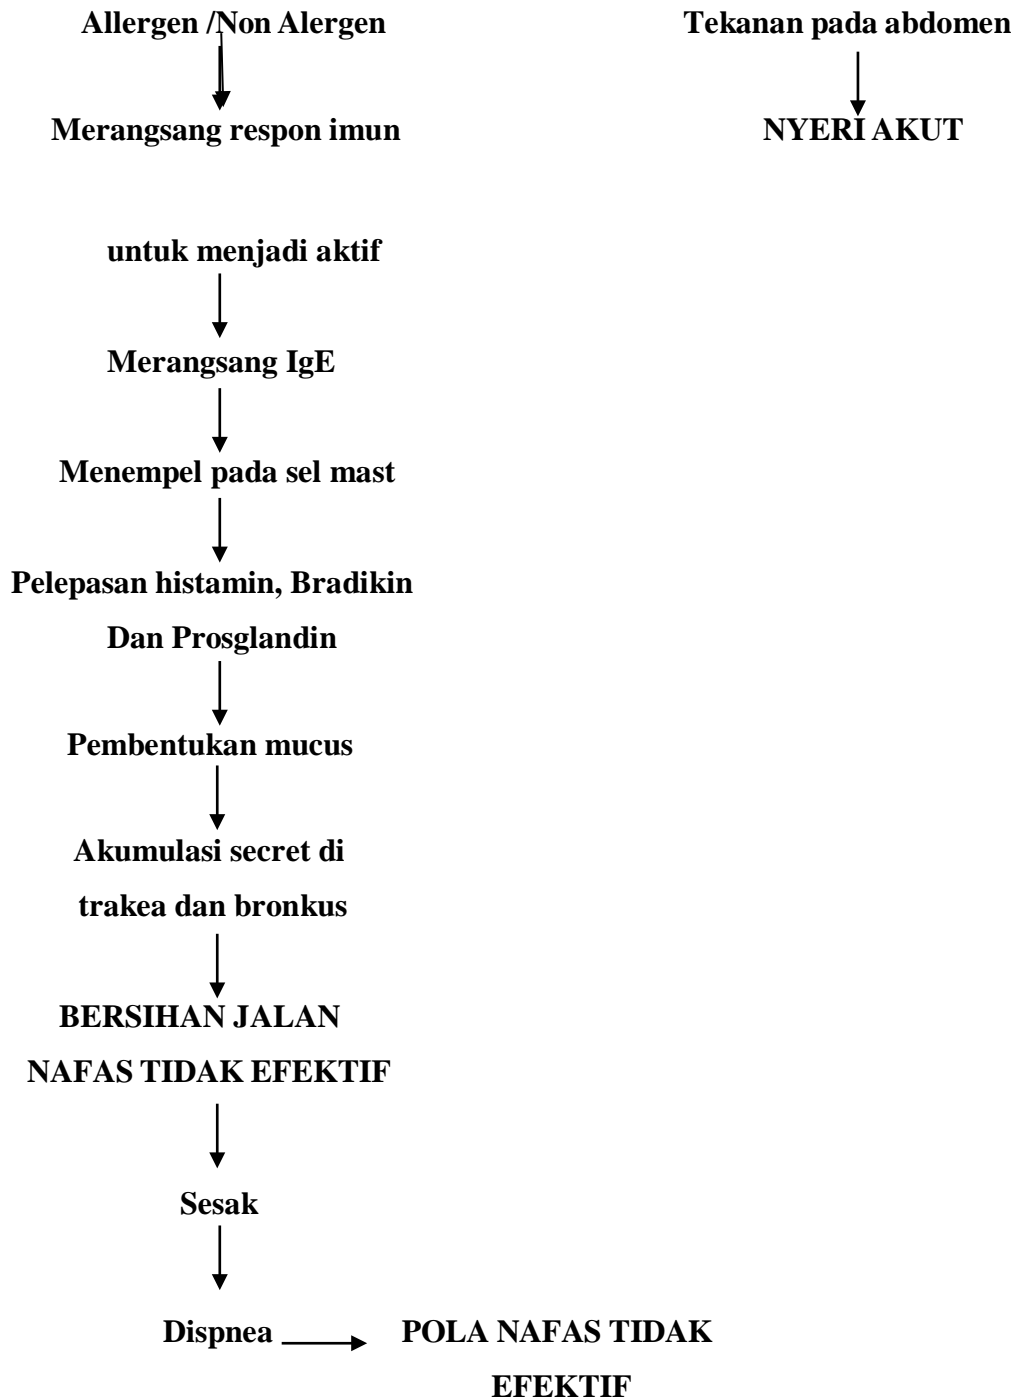 Allergen /Non Alergen
Tekanan pada abdomen
Merangsang respon imun
NYERI AKUT
untuk menjadi aktif
Merangsang IgE
Menempel pada sel mast
Pelepasan histamin, Bradikin
Dan Prosglandin
Pembentukan mucus
Akumulasi secret di
trakea dan bronkus
BERSIHAN JALAN
NAFAS TIDAK EFEKTIF
Sesak
Dispnea
POLA NAFAS TIDAK
EFEKTIF